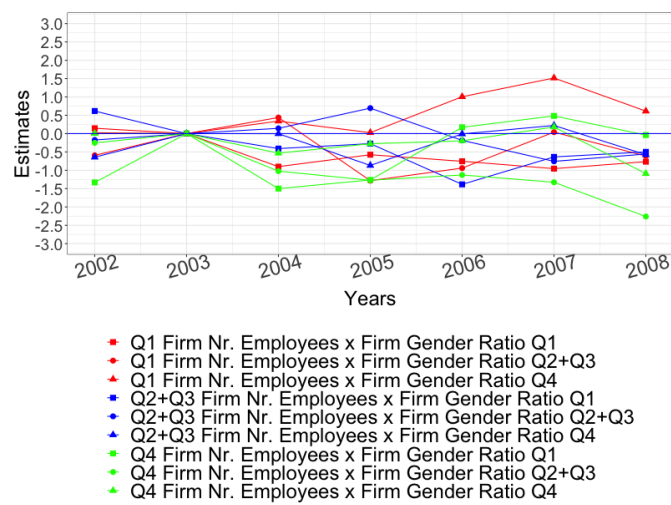 3.0
2.5
2.0
1.5
1.0
0.5
0.0
-0.5
-1.0
-1.5
-2.0
-2.5
-3.0
Estimates
2002 2003 2004 2005 2006 2007 2008
Years
Q1 Firm Nr. Employees x Firm Gender Ratio Q1
Q1 Firm Nr. Employees x Firm Gender Ratio Q2+Q3
Q1 Firm Nr. Employees x Firm Gender Ratio Q4
Q2+Q3 Firm Nr. Employees x Firm Gender Ratio Q1
Q2+Q3 Firm Nr. Employees x Firm Gender Ratio Q2+Q3
Q2+Q3 Firm Nr. Employees x Firm Gender Ratio Q4
Q4 Firm Nr. Employees x Firm Gender Ratio Q1
Q4 Firm Nr. Employees x Firm Gender Ratio Q2+Q3
Q4 Firm Nr. Employees x Firm Gender Ratio Q4